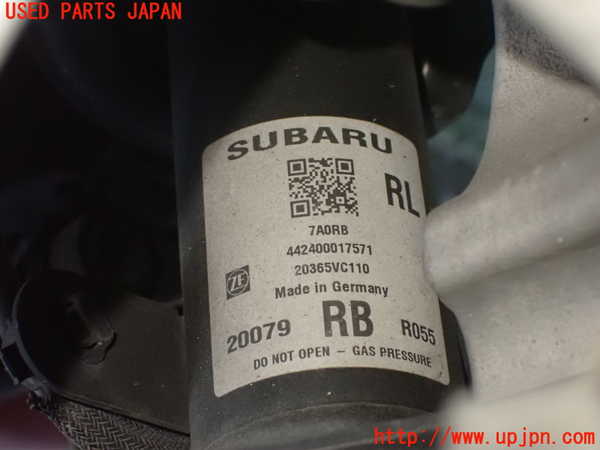 USED PARTS JAPAN
SUBARU
RL
7A0RB
442400017571
20365VC110
ZF
Made in Germany
20079 RB R055
DO NOT OPEN - GAS PRESSURE
http://www.upjpn.com/